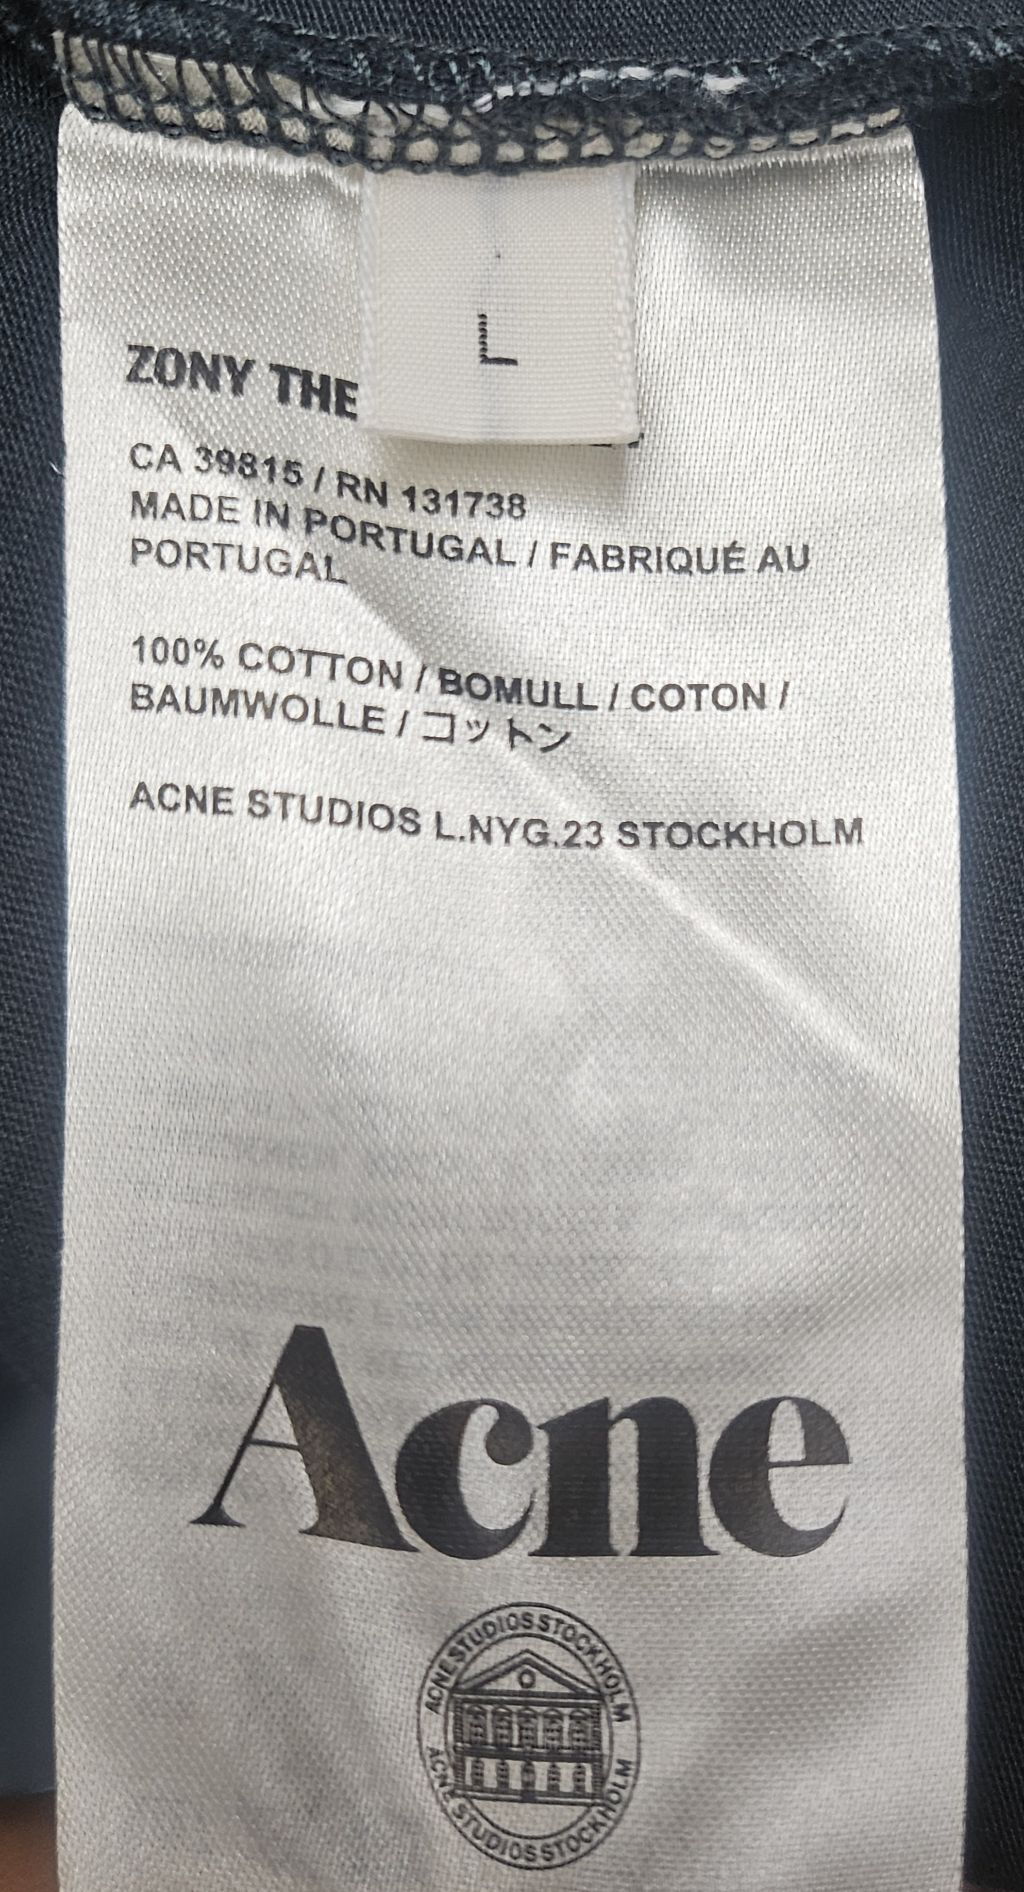 L
ZONY THE
CA 39815 / RN 131738
MADE IN PORTUGAL / FABRIQUÉ AU
PORTUGAL
100% COTTON / BOMULL / COTON /
BAUMWOLLE / コットン
ACNE STUDIOS L.NYG.23 STOCKHOLM
Acne
ACNE STUDIOS STOCKHOLM
ACNE STUDIOS STOCKHOLM